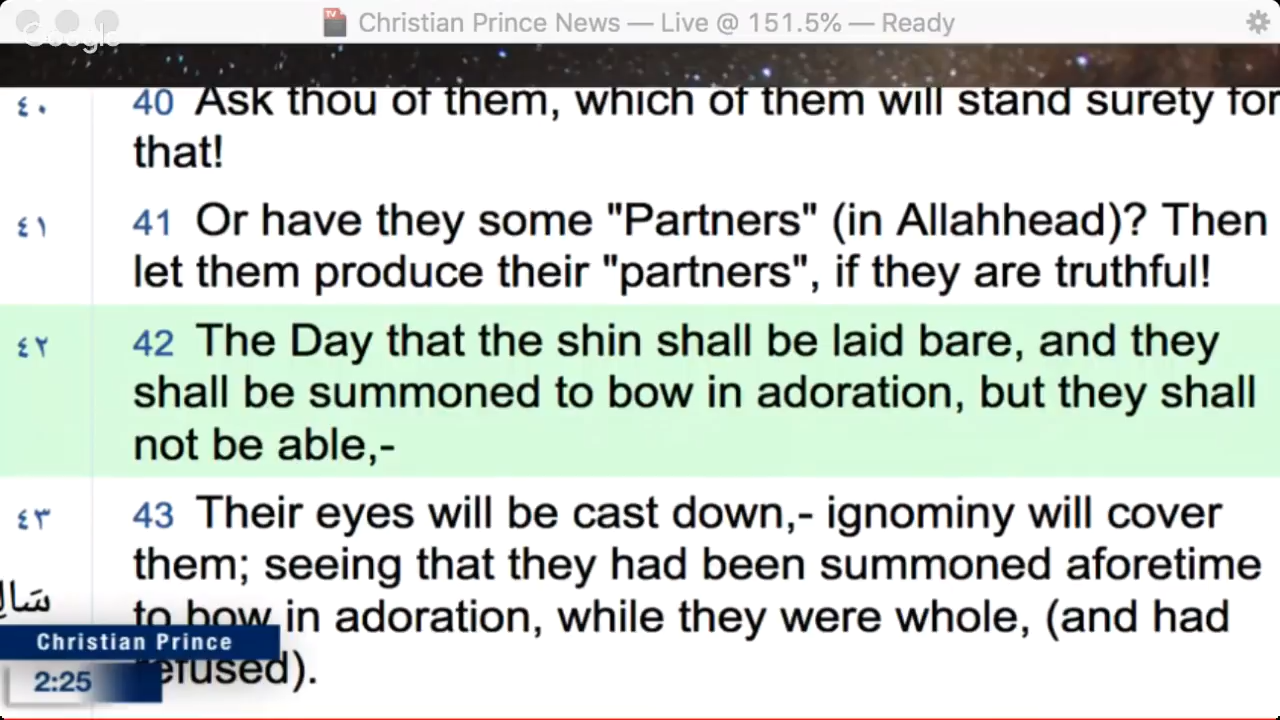 Christian Prince News — Live @ 151.5% — Ready
Google
٤٠ 40 Ask thou of them, which of them will stand surety for
that!
٤١ 41 Or have they some "Partners" (in Allahhead)? Then
let them produce their "partners", if they are truthful!
٤٢ 42 The Day that the shin shall be laid bare, and they
shall be summoned to bow in adoration, but they shall
not be able,-
٤٣ 43 Their eyes will be cast down,- ignominy will cover
them; seeing that they had been summoned aforetime
to bow in adoration, while they were whole, (and had
refused).
Christian Prince
2:25